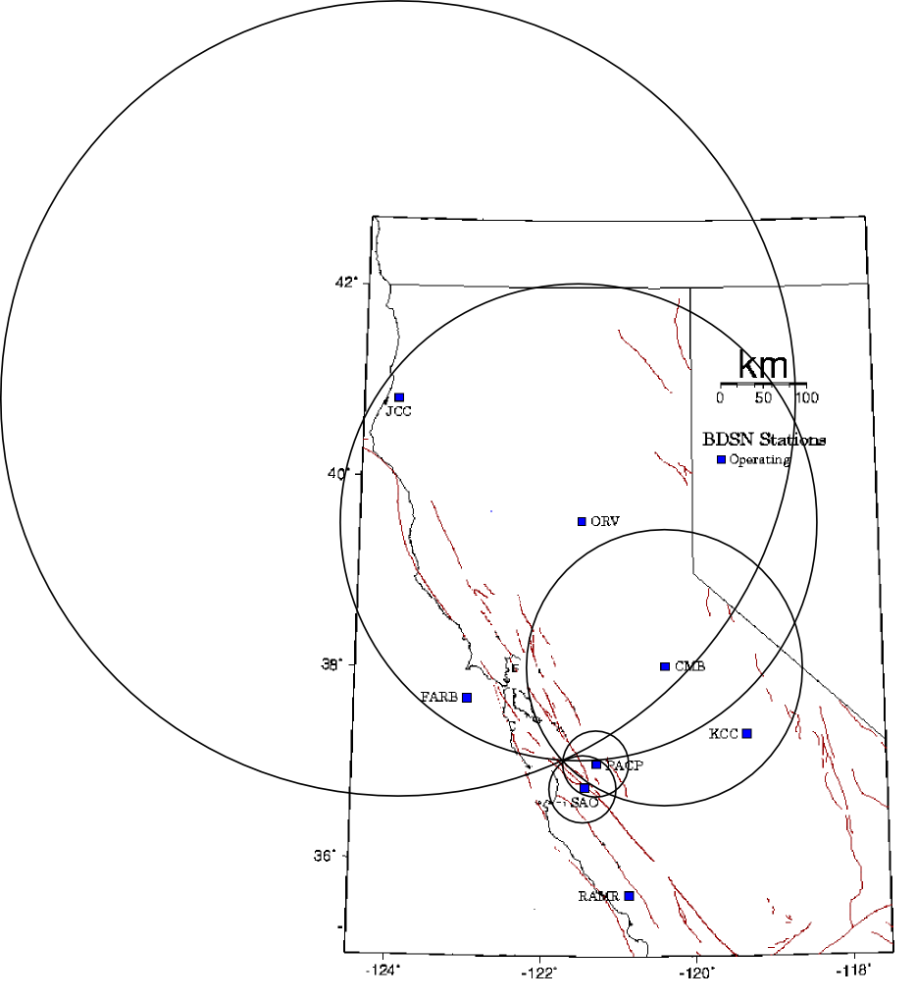 42°
km
0 50 100
JCC
BDSN Stations
Operating
40°
ORV
38°
CMB
FARB
KCC
PACP
SAO
36°
RAMR
-124° -122° -120° -118°